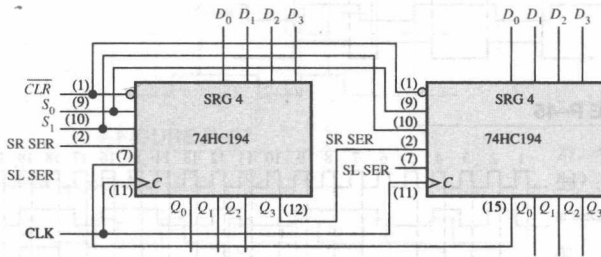 D0 D1 D2 D3 D0 D1 D2 D3
CLR (1) (1)
S0 (9) SRG 4 (9) SRG 4
S1 (10) (10)
SR SER (2) 74HC194 SR SER (2) 74HC194
(7) (7)
SL SER SL SER
(11) C (11) C
Q0 Q1 Q2 Q3 (12) (15) Q0 Q1 Q2 Q3
CLK